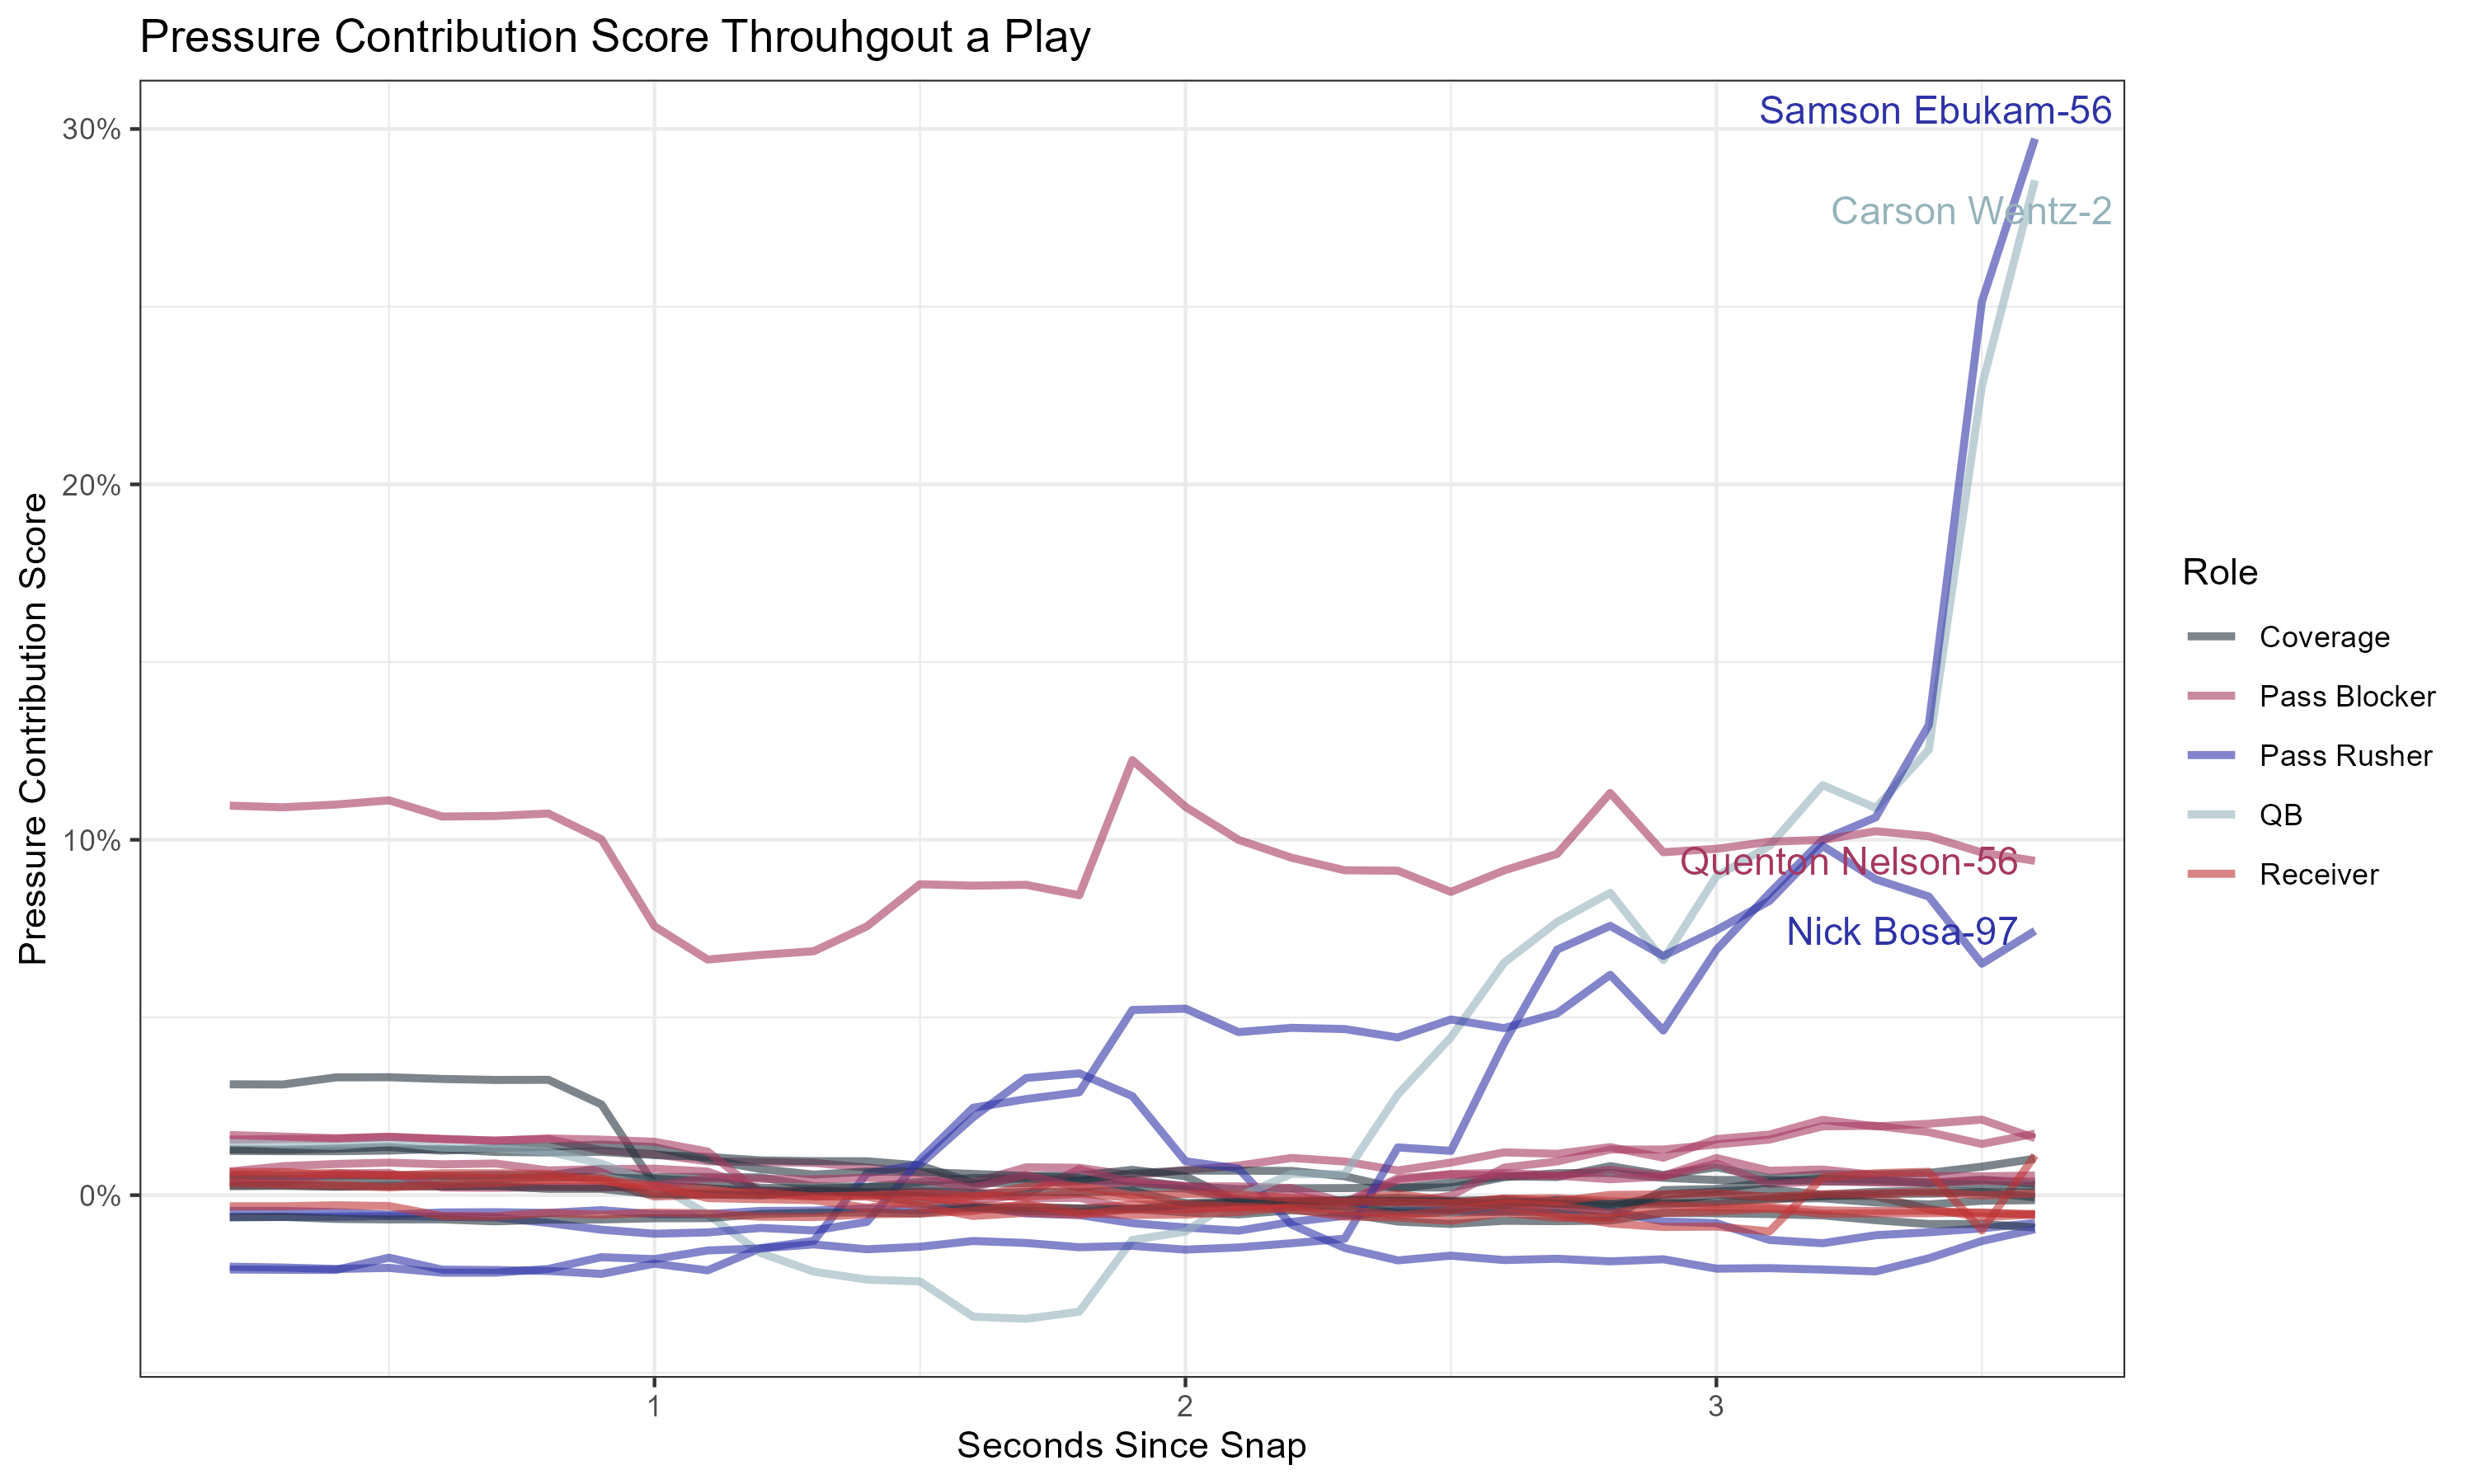 Pressure Contribution Score Throuhgout a Play
Samson Ebukam-56
30%
Carson Wentz-2
20%
Pressure Contribution Score
Role
Coverage
Pass Blocker
Pass Rusher
QB
Receiver
10%
Quenton Nelson-56
Nick Bosa-97
0%
1
2
3
Seconds Since Snap